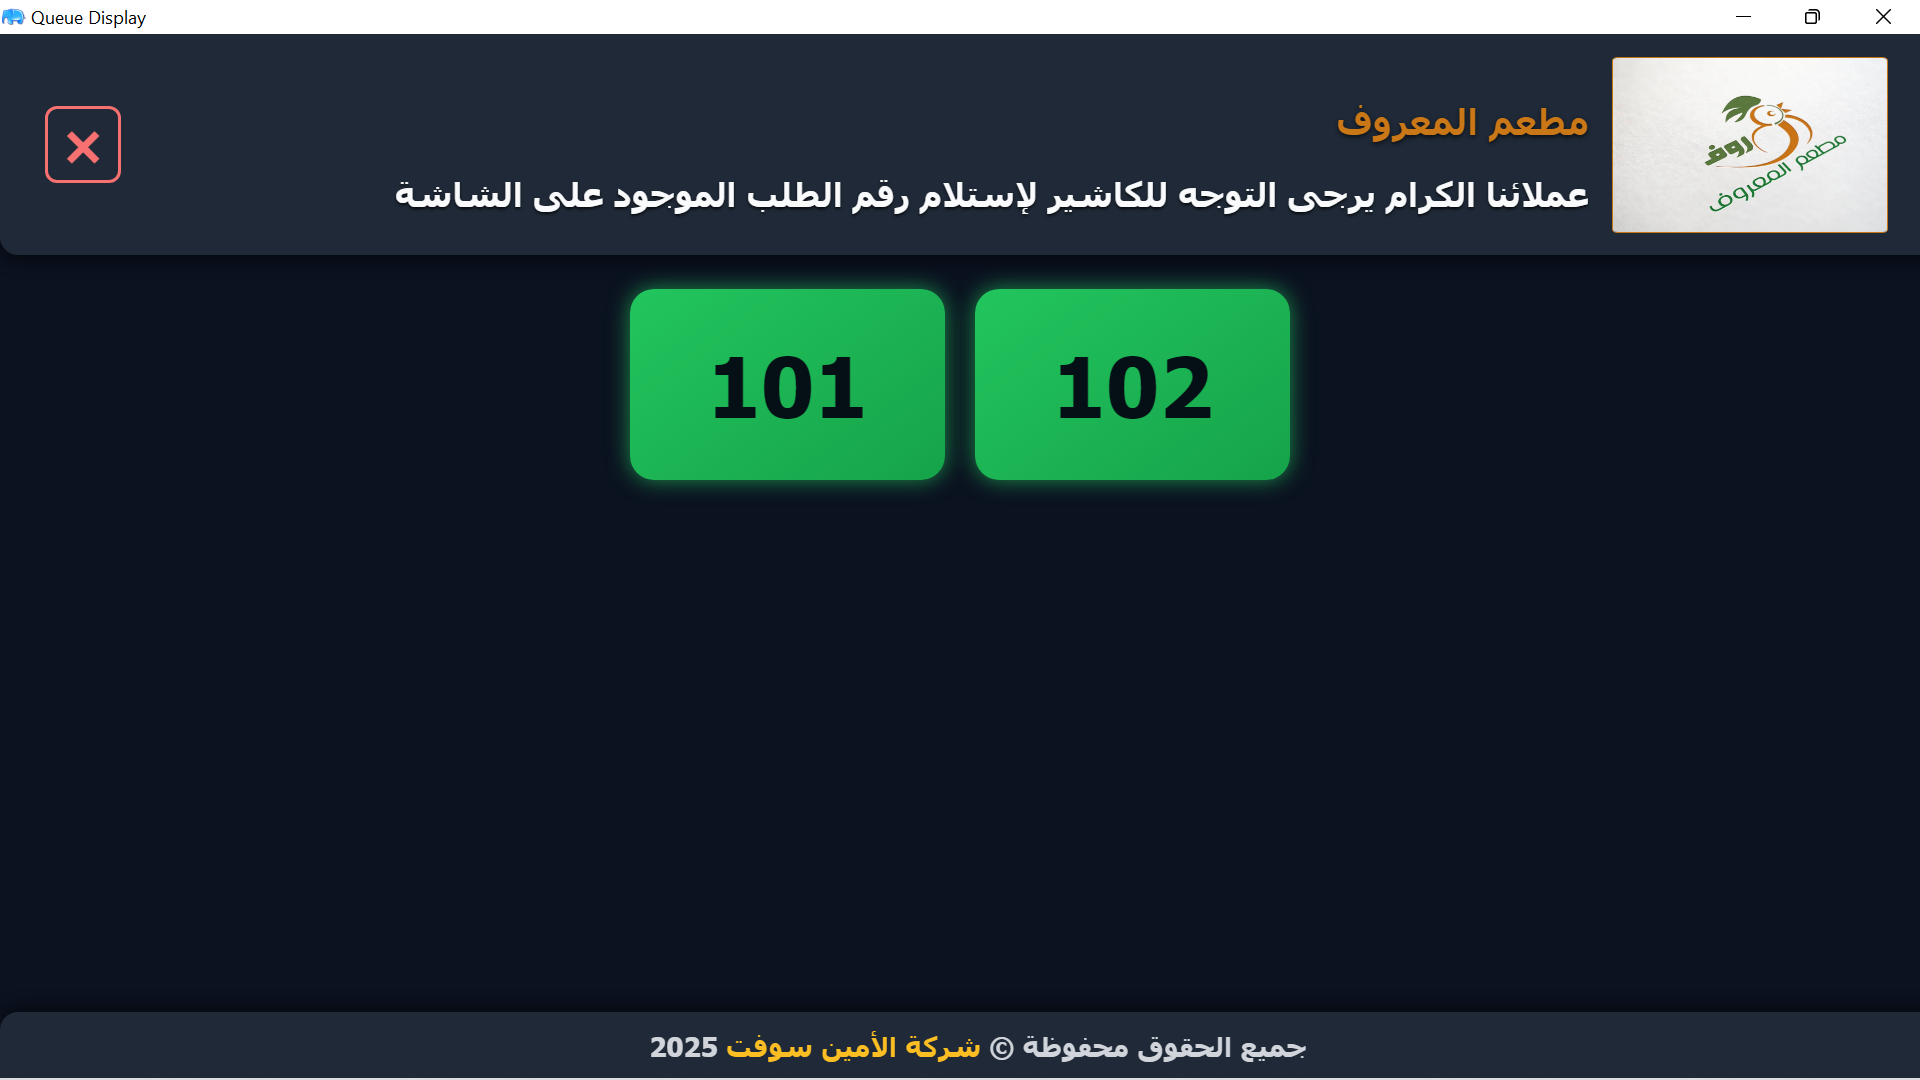 Queue Display
مطعم المعروف
عملائنا الكرام يرجى التوجه للكاشير لإستلام رقم الطلب الموجود على الشاشة
روف
مطعم المعروف
101
102
جميع الحقوق محفوظة © شركة الأمين سوفت 2025